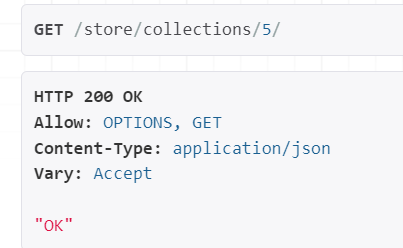 GET /store/collections/5/
HTTP 200 OK
Allow: OPTIONS, GET
Content-Type: application/json
Vary: Accept
"OK"